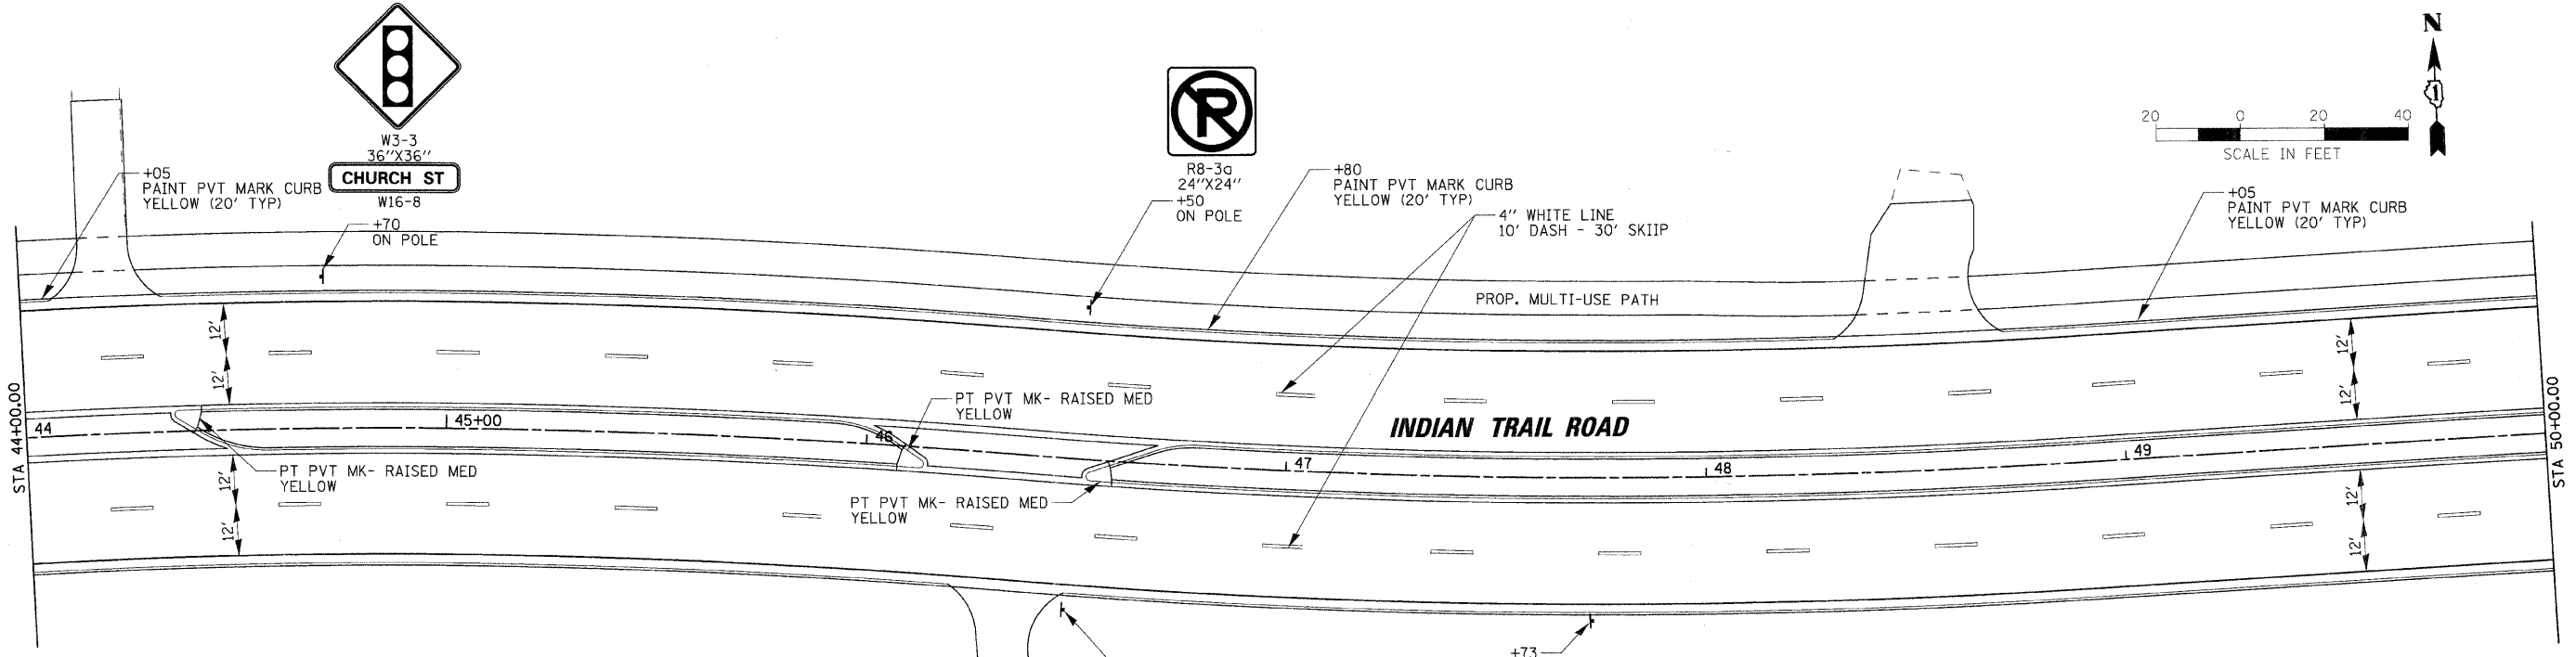 N
1
20 0 20 40
SCALE IN FEET
W3-3
36"X36"
CHURCH ST
W16-8
+70
ON POLE
+05
PAINT PVT MARK CURB
YELLOW (20' TYP)
R
R8-3a
24"X24"
+50
ON POLE
+80
PAINT PVT MARK CURB
YELLOW (20' TYP)
4" WHITE LINE
10' DASH - 30' SKIIP
+05
PAINT PVT MARK CURB
YELLOW (20' TYP)
PROP. MULTI-USE PATH
12'
12'
12'
12'
PT PVT MK- RAISED MED
YELLOW
INDIAN TRAIL ROAD
STA 44+00.00
44
45+00
46
47
48
49
STA 50+00.00
PT PVT MK- RAISED MED
YELLOW
PT PVT MK- RAISED MED
YELLOW
12'
12'
12'
12'
+73